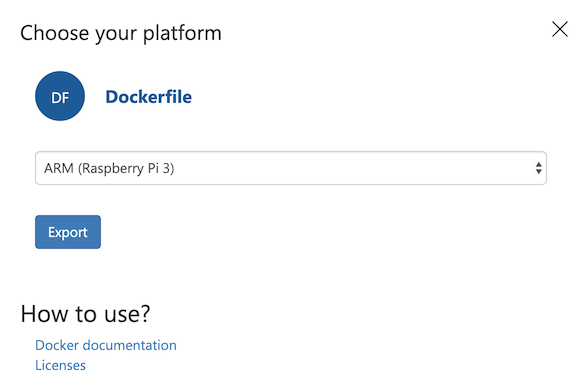 Choose your platform
DF
Dockerfile
ARM (Raspberry Pi 3)
Export
How to use?
Docker documentation
Licenses